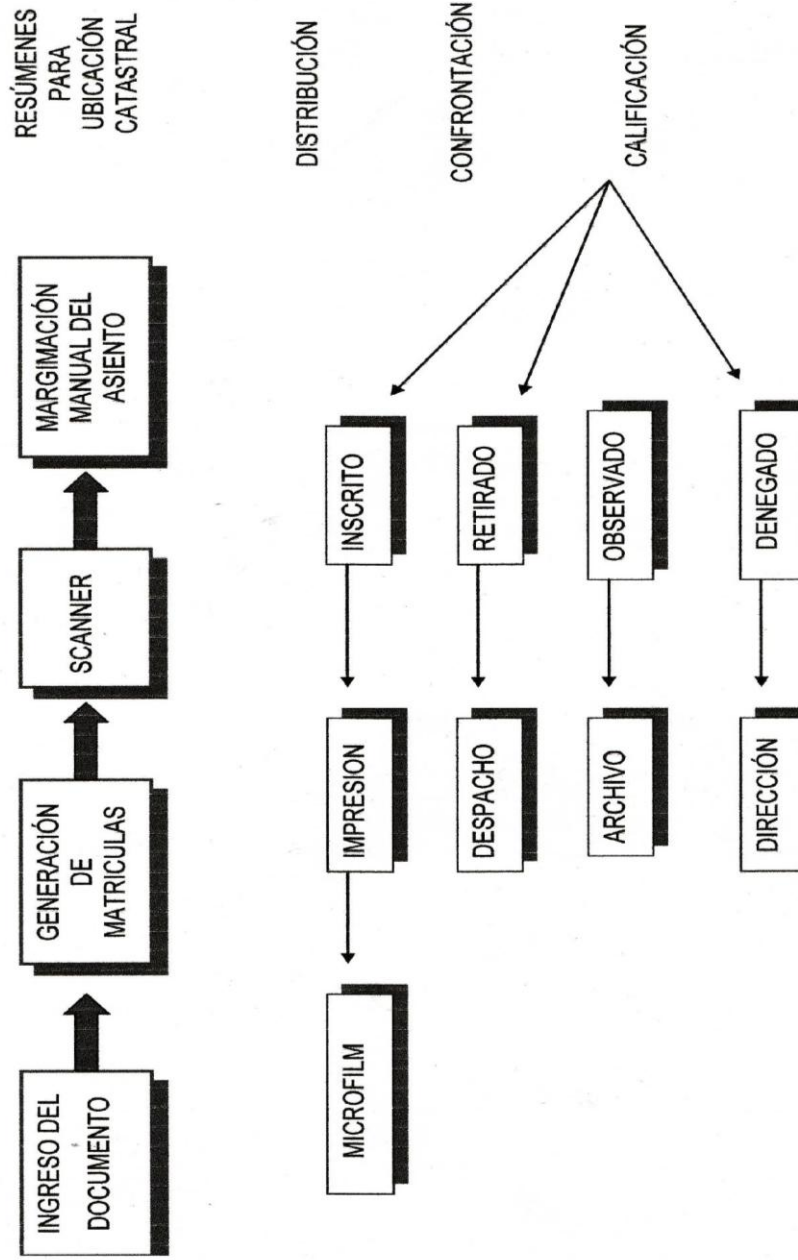 INGRESO DEL
DOCUMENTO
GENERACIÓN
DE
MATRICULAS
SCANNER
MARGIMACIÓN
MANUAL DEL
ASIENTO
RESÚMENES
PARA
UBICACIÓN
CATASTRAL
DISTRIBUCIÓN
CONFRONTACIÓN
CALIFICACIÓN
INSCRITO
IMPRESION
MICROFILM
RETIRADO
DESPACHO
OBSERVADO
ARCHIVO
DENEGADO
DIRECCIÓN